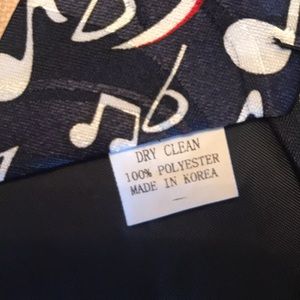 DRY CLEAN
100% POLYESTER
MADE IN KOREA